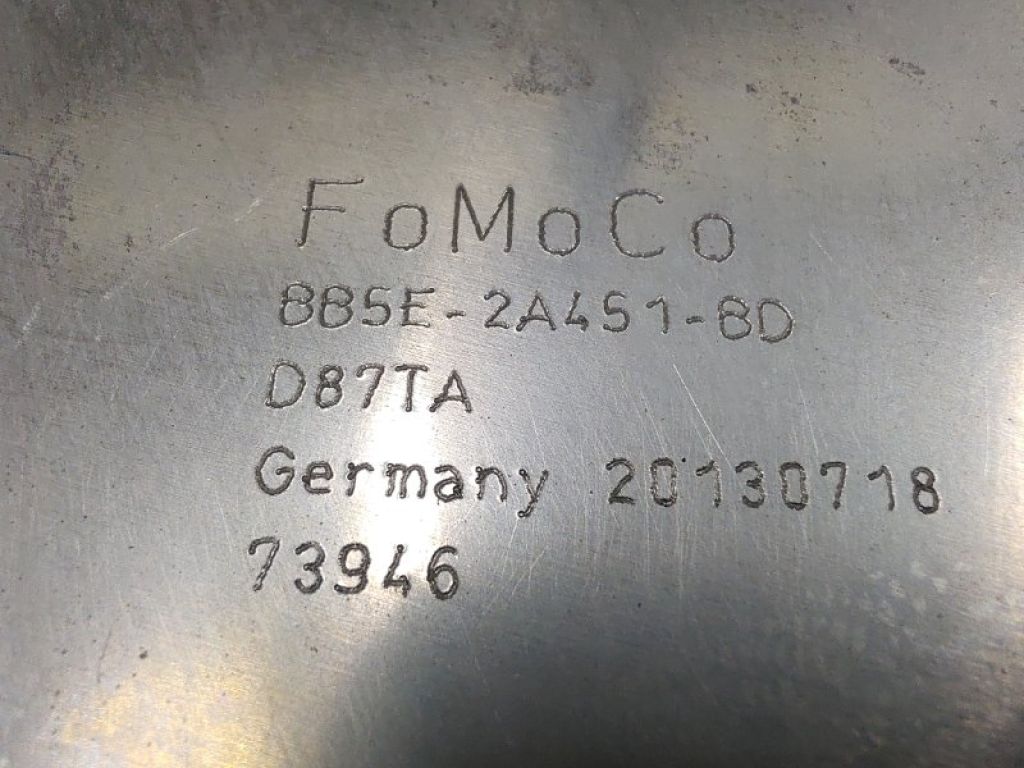 FoMoCo
8B5E-2A451-BD
D87TA
Germany 20130718
73946